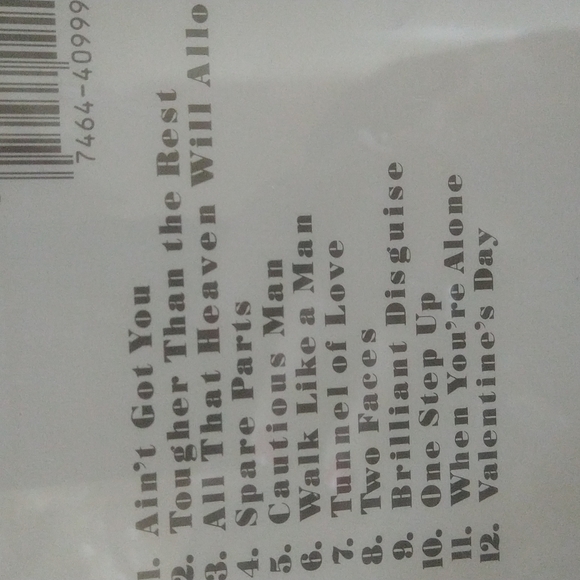 7464-40999
1. Ain't Got You
2. Tougher Than the Rest
3. All That Heaven Will Allo
4. Spare Parts
5. Cautious Man
6. Walk Like a Man
7. Tunnel of Love
8. Two Faces
9. Brilliant Disguise
10. One Step Up
11. When You're Alone
12. Valentine's Day